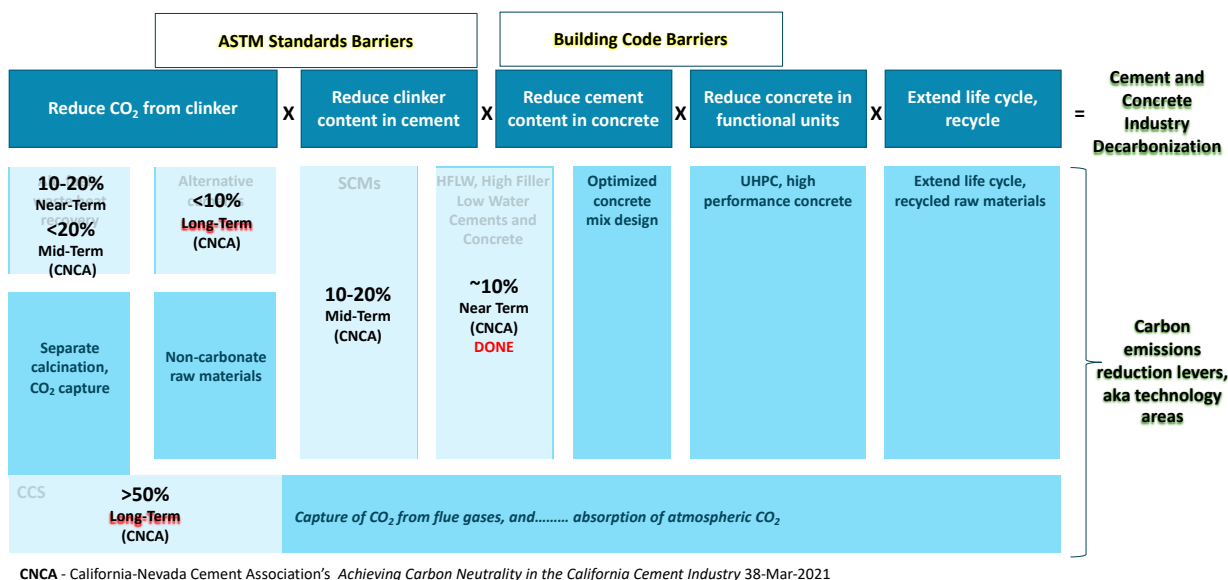 ASTM Standards Barriers
Building Code Barriers
Reduce CO₂ from clinker
X
Reduce clinker
content in cement
X
Reduce cement
content in concrete
X
Reduce concrete in
functional units
X
Extend life cycle,
recycle
=
Cement and
Concrete
Industry
Decarbonization
10-20%
Near-Term
heat
recovery
<20%
Mid-Term
(CNCA)
Alternative
<10%
Long-Term
(CNCA)
SCMs
10-20%
Mid-Term
(CNCA)
HFLW, High Filler
Low Water
Cements and
Concrete
~10%
Near Term
(CNCA)
DONE
Optimized
concrete
mix design
UHPC, high
performance concrete
Extend life cycle,
recycled raw materials
Separate
calcination,
CO₂ capture
Non-carbonate
raw materials
Carbon
emissions
reduction levers,
aka technology
areas
CCS
>50%
Long-Term
(CNCA)
Capture of CO₂ from flue gases, and......... absorption of atmospheric CO₂
CNCA - California-Nevada Cement Association's Achieving Carbon Neutrality in the California Cement Industry 38-Mar-2021